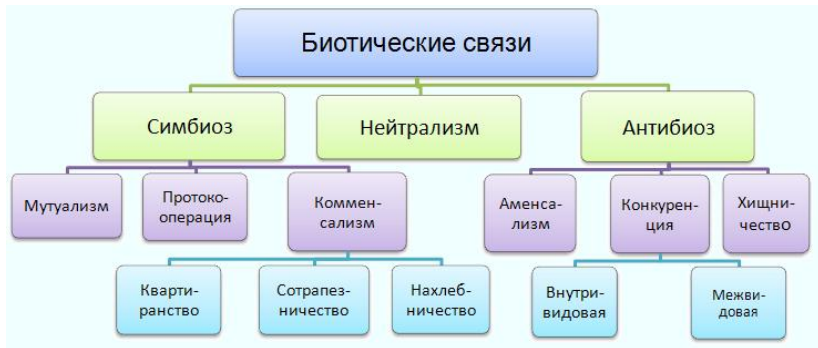 Биотические связи
Симбиоз
Нейтрализм
Антибиоз
Мутуализм
Протоко-
операция
Коммен-
сализм
Аменса-
лизм
Конкурен-
ция
Хищни-
чество
Кварти-
ранство
Сотрапез-
ничество
Нахлеб-
ничество
Внутри-
видовая
Межви-
довая